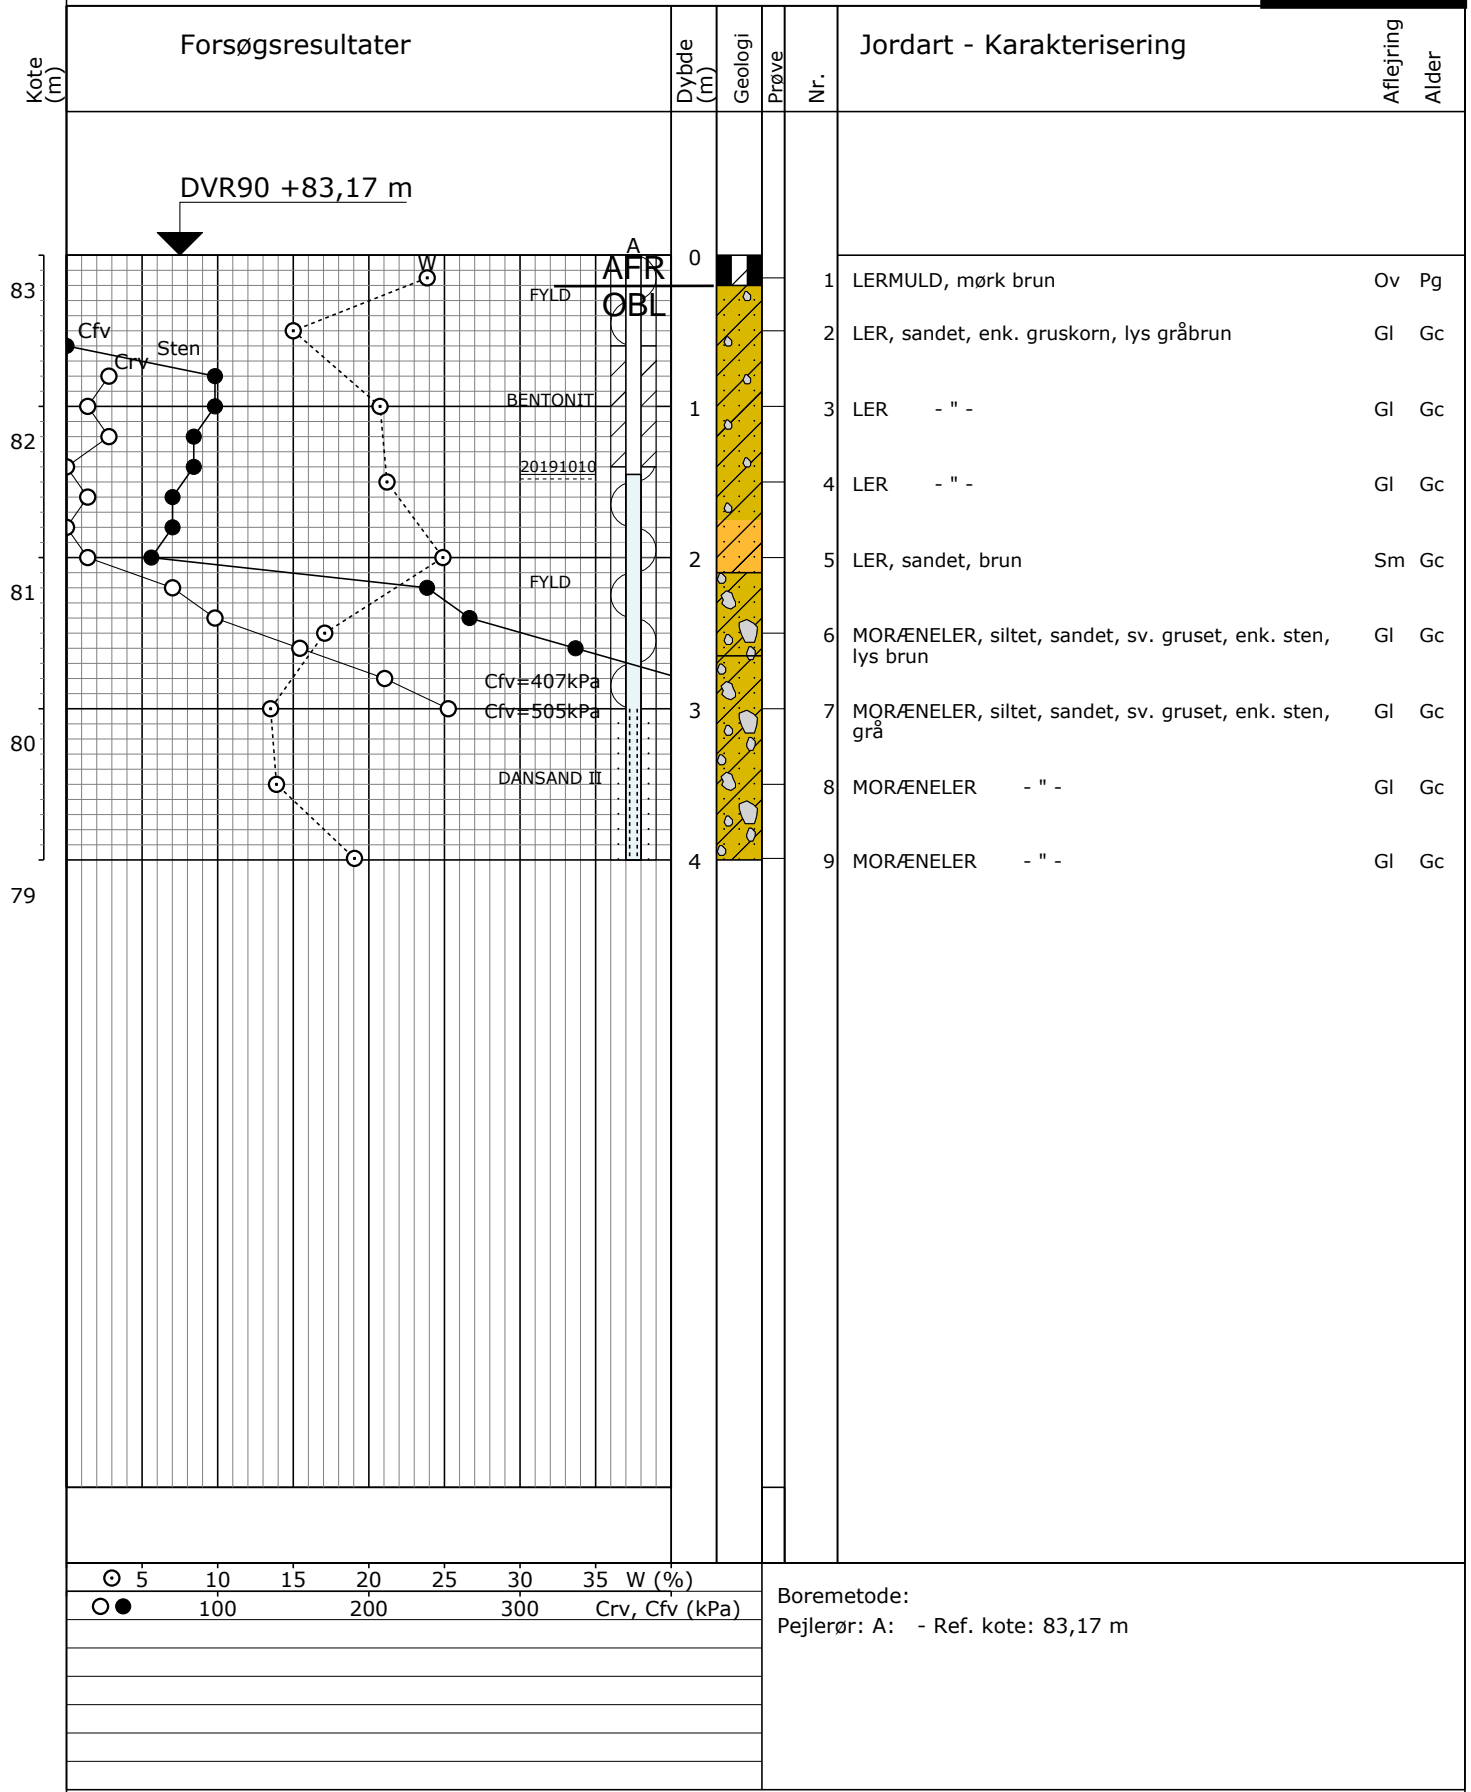 Forsøgsresultater
Kote (m)
Dybde (m)
Geologi
Prøve
Nr.
Jordart - Karakterisering
Aflejring
Alder
DVR90 +83,17 m
A
W
AFR
0
83
FYLD
OBL
1 LERMULD, mørk brun Ov Pg
Cfv
2 LER, sandet, enk. gruskorn, lys gråbrun Gl Gc
Sten
Crv
BENTONIT
1
3 LER - " - Gl Gc
82
20191010
4 LER - " - Gl Gc
2
5 LER, sandet, brun Sm Gc
81
FYLD
6 MORÆNELER, siltet, sandet, sv. gruset, enk. sten,
lys brun
Gl Gc
Cfv=407kPa
Cfv=505kPa
3
7 MORÆNELER, siltet, sandet, sv. gruset, enk. sten,
grå
Gl Gc
80
DANSAND II
8 MORÆNELER - " - Gl Gc
4
9 MORÆNELER - " - Gl Gc
79
5 10 15 20 25 30 35 W (%)
100 200 300 Crv, Cfv (kPa)
Boremetode:
Pejlerør: A: - Ref. kote: 83,17 m